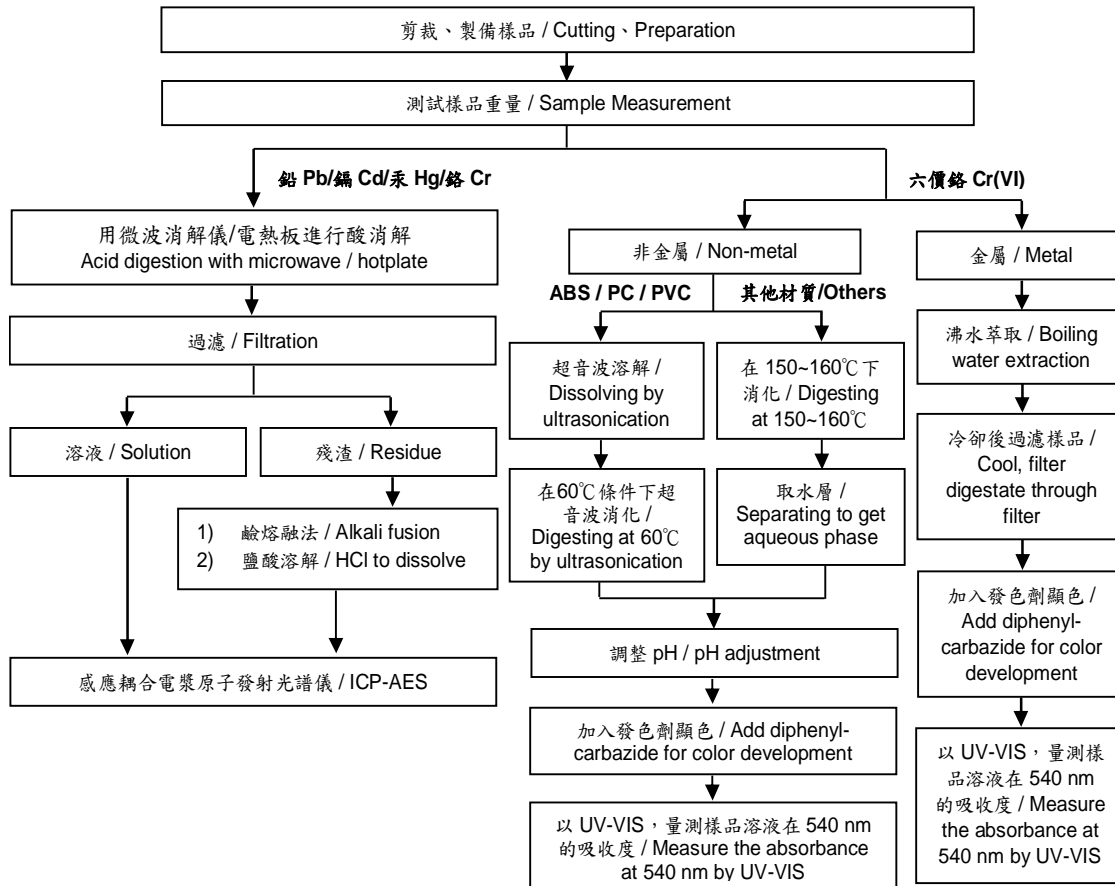 剪裁、製備樣品 / Cutting、Preparation
測試樣品重量 / Sample Measurement
鉛 Pb/鎘 Cd/汞 Hg/鉻 Cr
六價鉻 Cr(VI)
用微波消解儀/電熱板進行酸消解
Acid digestion with microwave / hotplate
過濾 / Filtration
溶液 / Solution
殘渣 / Residue
1) 鹼熔融法 / Alkali fusion
2) 鹽酸溶解 / HCl to dissolve
感應耦合電漿原子發射光譜儀 / ICP-AES
非金屬 / Non-metal
ABS / PC / PVC
其他材質/Others
超音波溶解 /
Dissolving by
ultrasonication
在60℃條件下超
音波消化 /
Digesting at 60℃
by ultrasonication
在 150~160℃下
消化 / Digesting
at 150~160℃
取水層 /
Separating to get
aqueous phase
調整 pH / pH adjustment
加入發色劑顯色 / Add diphenyl-
carbazide for color development
以 UV-VIS，量測樣品溶液在 540 nm
的吸收度 / Measure the absorbance
at 540 nm by UV-VIS
金屬 / Metal
沸水萃取 / Boiling
water extraction
冷卻後過濾樣品 /
Cool, filter
digestate through
filter
加入發色劑顯色 /
Add diphenyl-
carbazide for color
development
以 UV-VIS，量測樣
品溶液在 540 nm
的吸收度 / Measure
the absorbance at
540 nm by UV-VIS